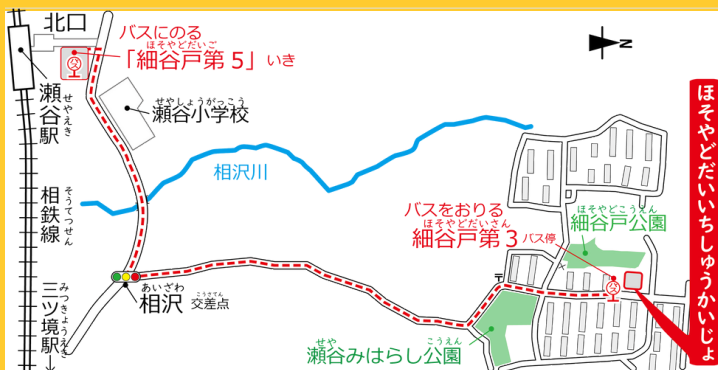 北口
バスにのる
ほそやどだいご
「細谷戸第5」いき
せやえき
瀬谷駅
せやしょうがっこう
瀬谷小学校
N
相沢川
そうてつせん
相鉄線
バスをおりる
ほそやどだいさん
細谷戸第3 バス停
ほそやどこうえん
細谷戸公園
ほそやどだいいちしゅうかいじょ
あいざわ こうさてん
相沢 交差点
みつきょうえき
三ツ境駅→
せや こうえん
瀬谷みはらし公園
〒
バス
バス